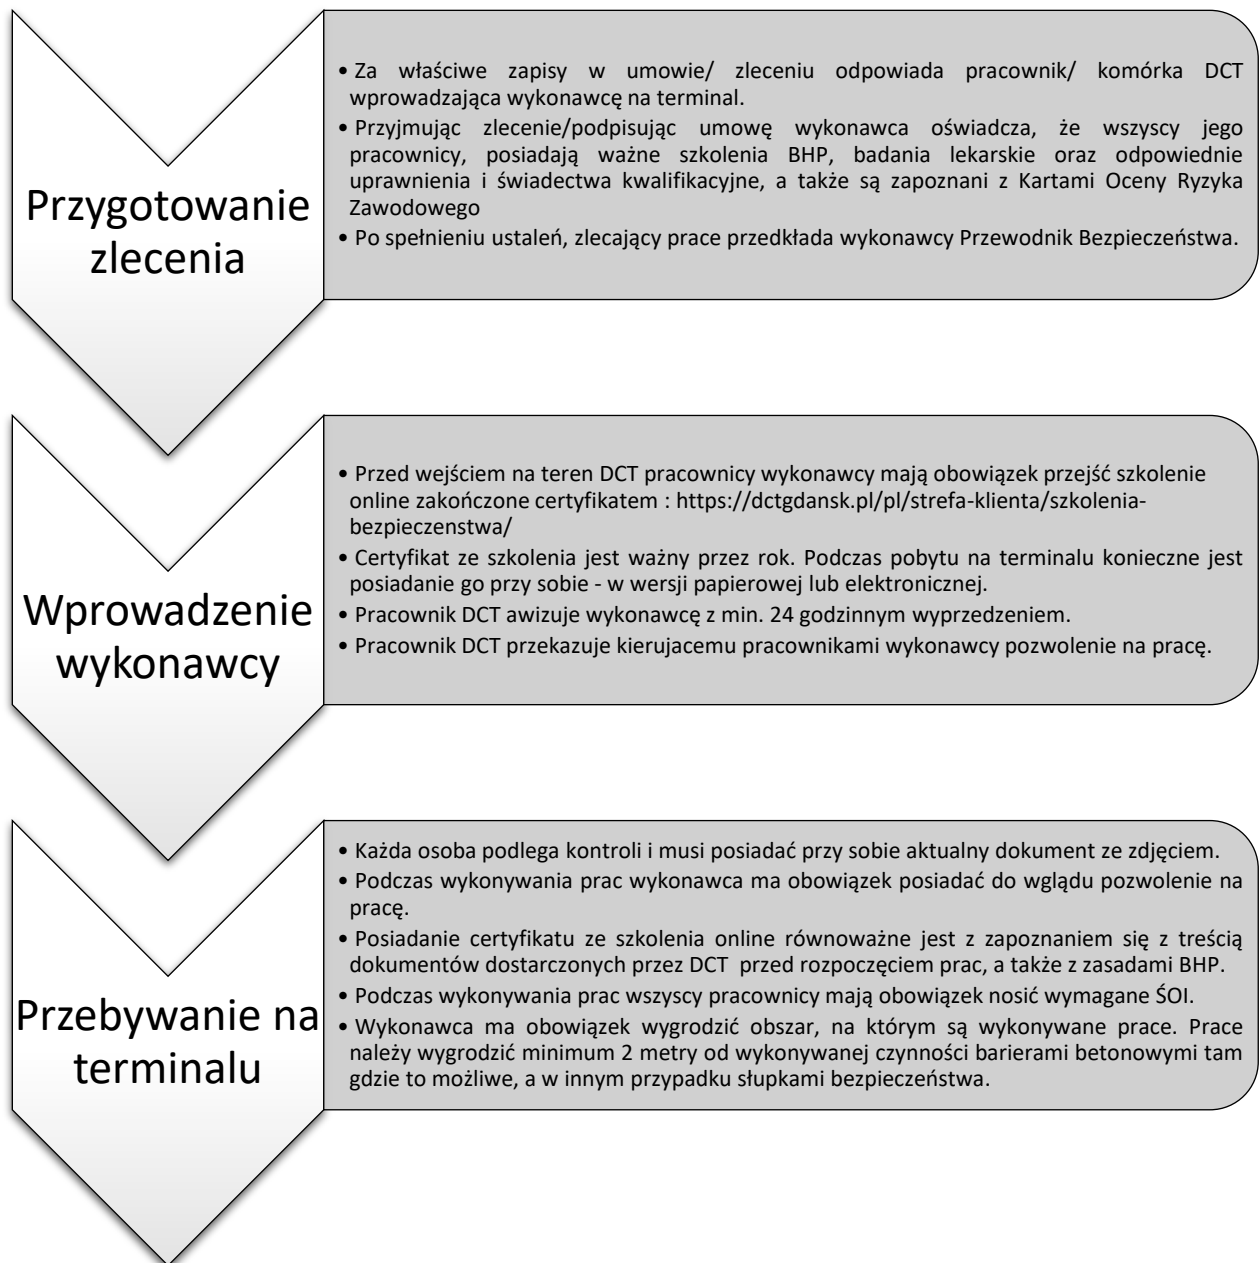 Przygotowanie
zlecenia
• Za właściwe zapisy w umowie/ zleceniu odpowiada pracownik/ komórka DCT
wprowadzająca wykonawcę na terminal.
• Przyjmując zlecenie/podpisując umowę wykonawca oświadcza, że wszyscy jego
pracownicy, posiadają ważne szkolenia BHP, badania lekarskie oraz odpowiednie
uprawnienia i świadectwa kwalifikacyjne, a także są zapoznani z Kartami Oceny Ryzyka
Zawodowego
• Po spełnieniu ustaleń, zlecający prace przedkłada wykonawcy Przewodnik Bezpieczeństwa.
Wprowadzenie
wykonawcy
• Przed wejściem na teren DCT pracownicy wykonawcy mają obowiązek przejść szkolenie
online zakończone certyfikatem : https://dctgdansk.pl/pl/strefa-klienta/szkolenia-
bezpieczenstwa/
• Certyfikat ze szkolenia jest ważny przez rok. Podczas pobytu na terminalu konieczne jest
posiadanie go przy sobie - w wersji papierowej lub elektronicznej.
• Pracownik DCT awizuje wykonawcę z min. 24 godzinnym wyprzedzeniem.
• Pracownik DCT przekazuje kierujacemu pracownikami wykonawcy pozwolenie na pracę.
Przebywanie na
terminalu
• Każda osoba podlega kontroli i musi posiadać przy sobie aktualny dokument ze zdjęciem.
• Podczas wykonywania prac wykonawca ma obowiązek posiadać do wglądu pozwolenie na
pracę.
• Posiadanie certyfikatu ze szkolenia online równoważne jest z zapoznaniem się z treścią
dokumentów dostarczonych przez DCT przed rozpoczęciem prac, a także z zasadami BHP.
• Podczas wykonywania prac wszyscy pracownicy mają obowiązek nosić wymagane ŚOI.
• Wykonawca ma obowiązek wygrodzić obszar, na którym są wykonywane prace. Prace
należy wygrodzić minimum 2 metry od wykonywanej czynności barierami betonowymi tam
gdzie to możliwe, a w innym przypadku słupkami bezpieczeństwa.